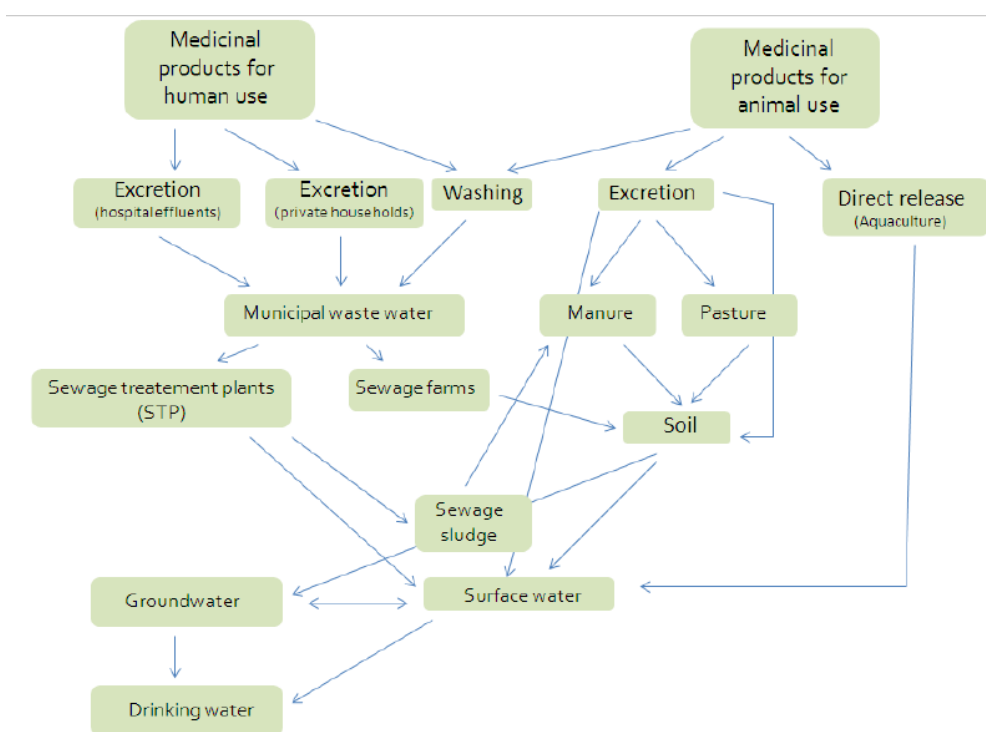 Medicinal
products for
human use
Medicinal
products for
animal use
Excretion
(hospital effluents)
Excretion
(private households)
Washing
Excretion
Direct release
(Aquaculture)
Municipal waste water
Manure
Pasture
Sewage treatement plants
(STP)
Sewage farms
Soil
Sewage
sludge
Groundwater
Surface water
Drinking water